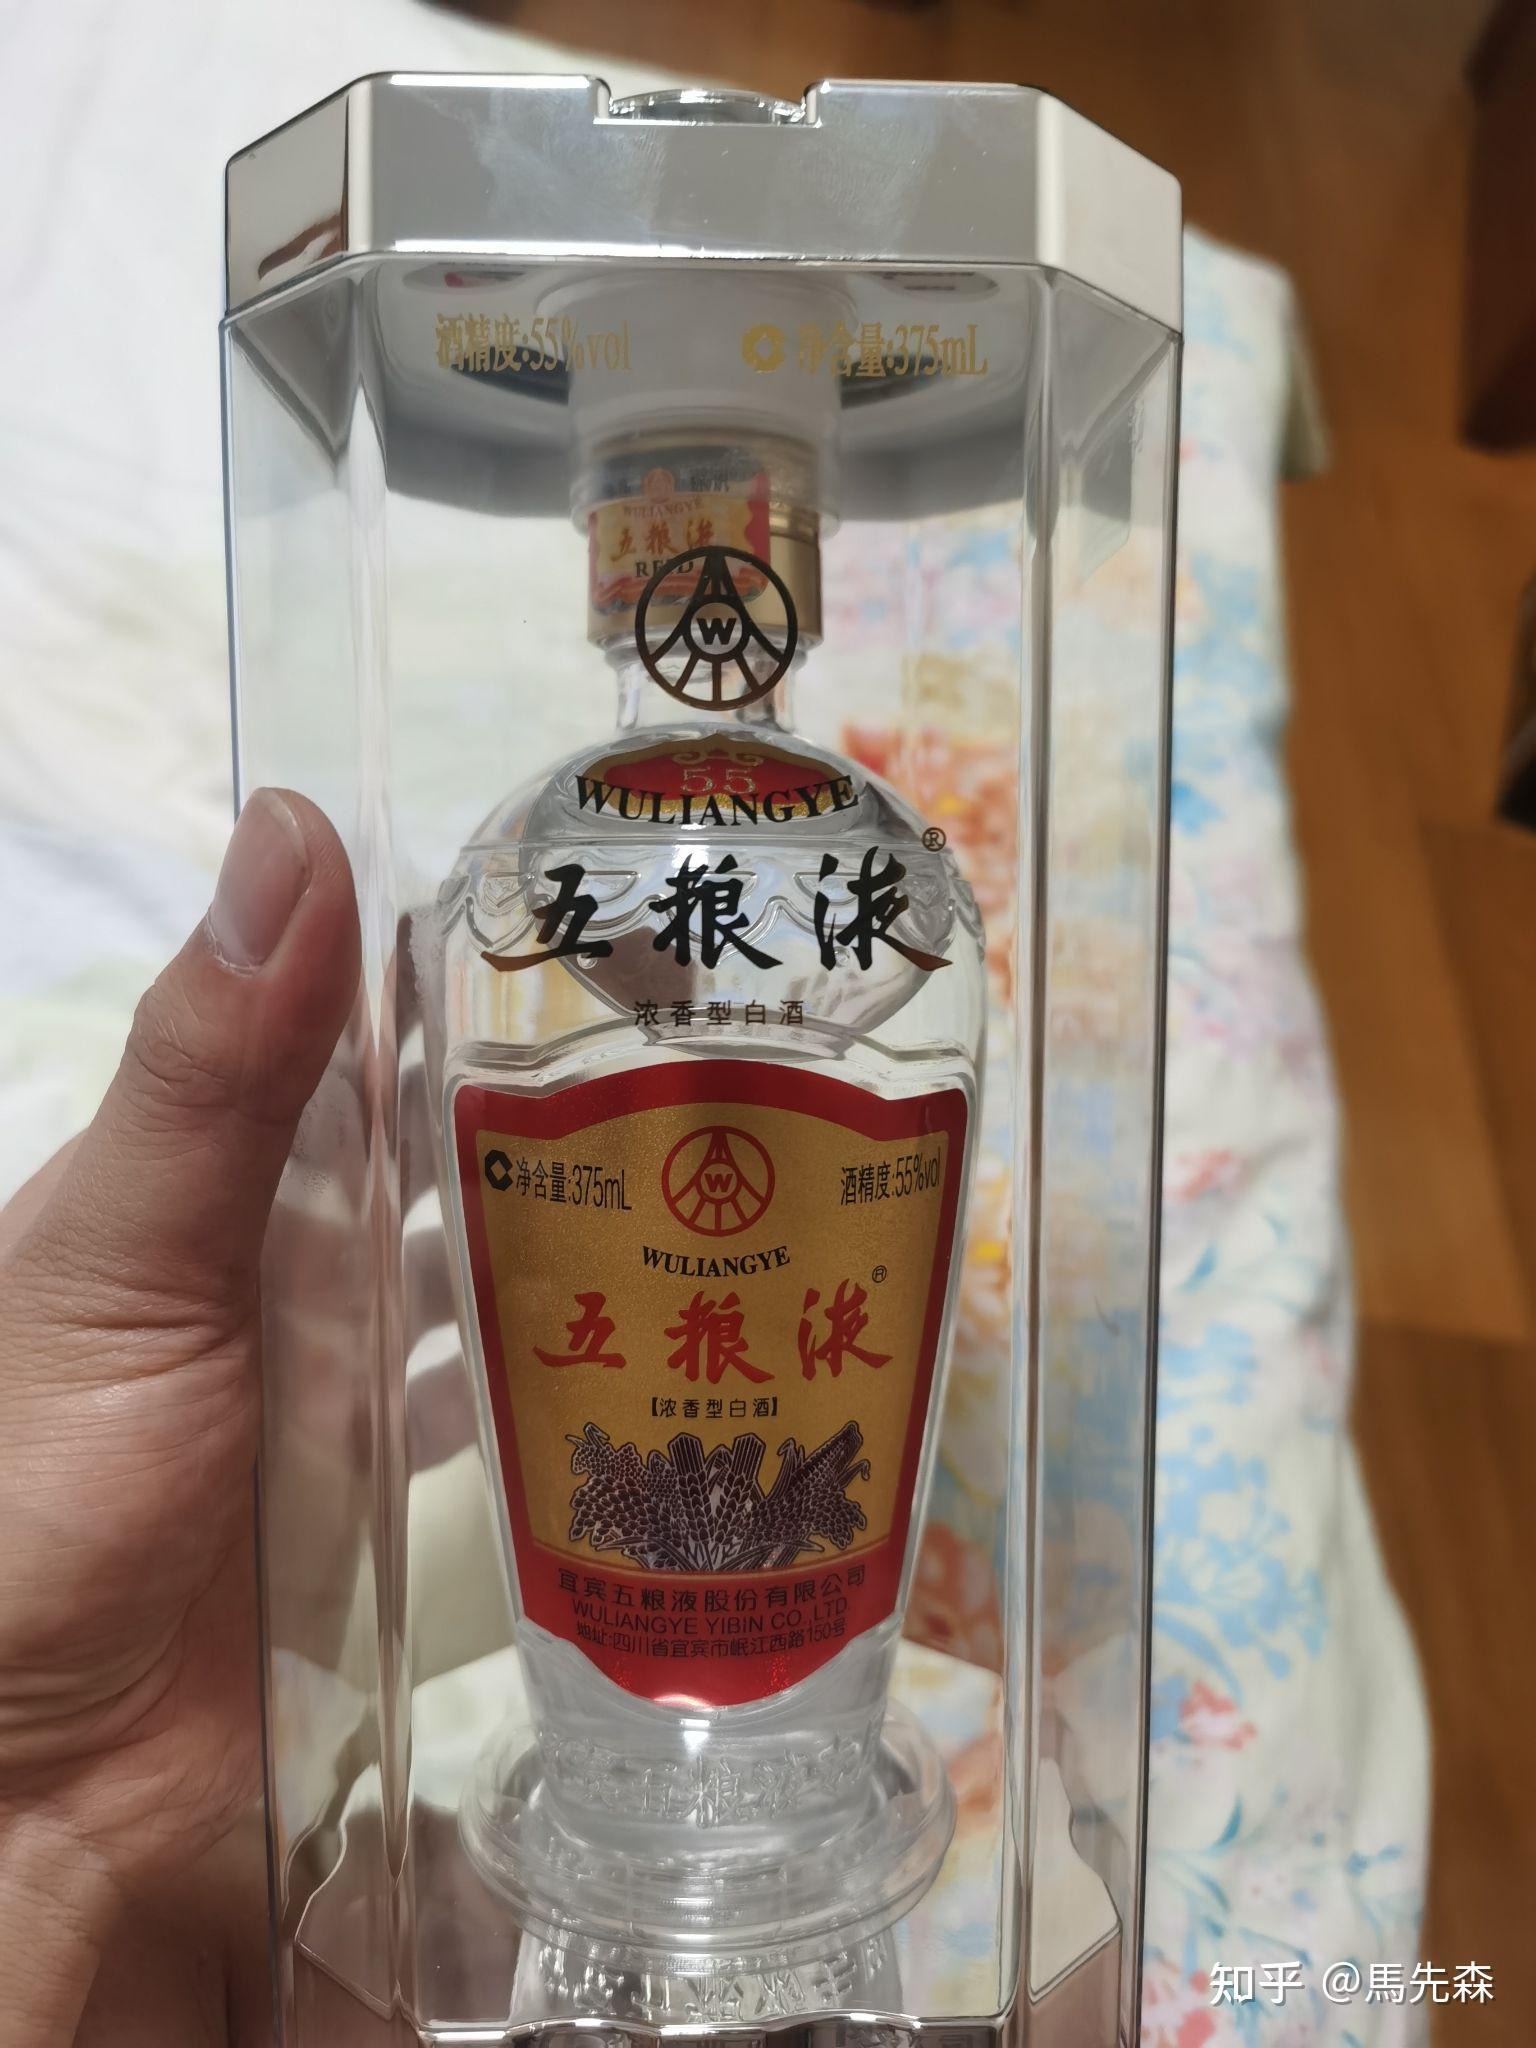 酒精度:55%vol
净含量:375mL
WULIANGYE
五粮液
W
55
WULIANGYE
五粮液®
浓香型白酒
净含量:375mL
W
酒精度:55%vol
WULIANGYE
五粮液®
【浓香型白酒】
宜宾五粮液股份有限公司
WULIANGYE YIBIN CO.,LTD.
地址:四川省宜宾市岷江西路150号
五粮液
知乎 @馬先森